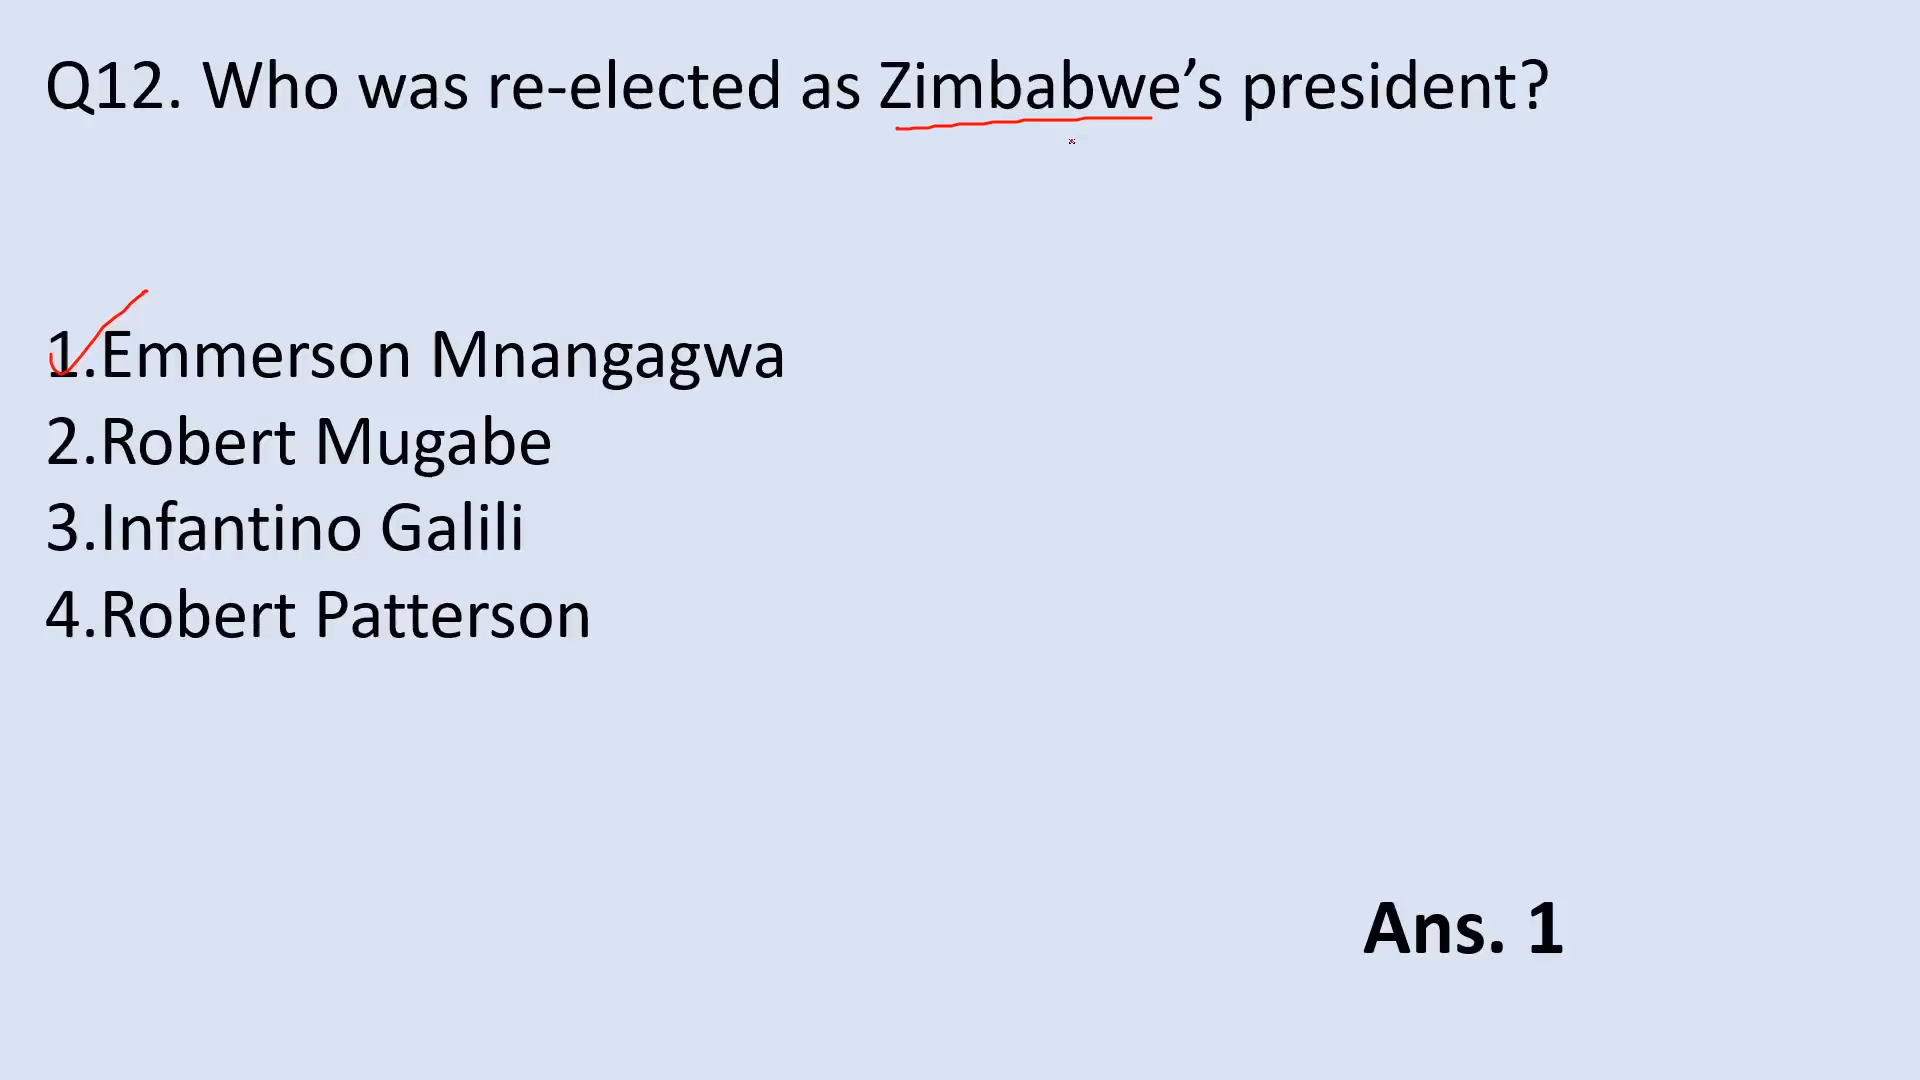 Q12. Who was re-elected as Zimbabwe’s president?
1.Emmerson Mnangagwa
2.Robert Mugabe
3.Infantino Galili
4.Robert Patterson
Ans. 1